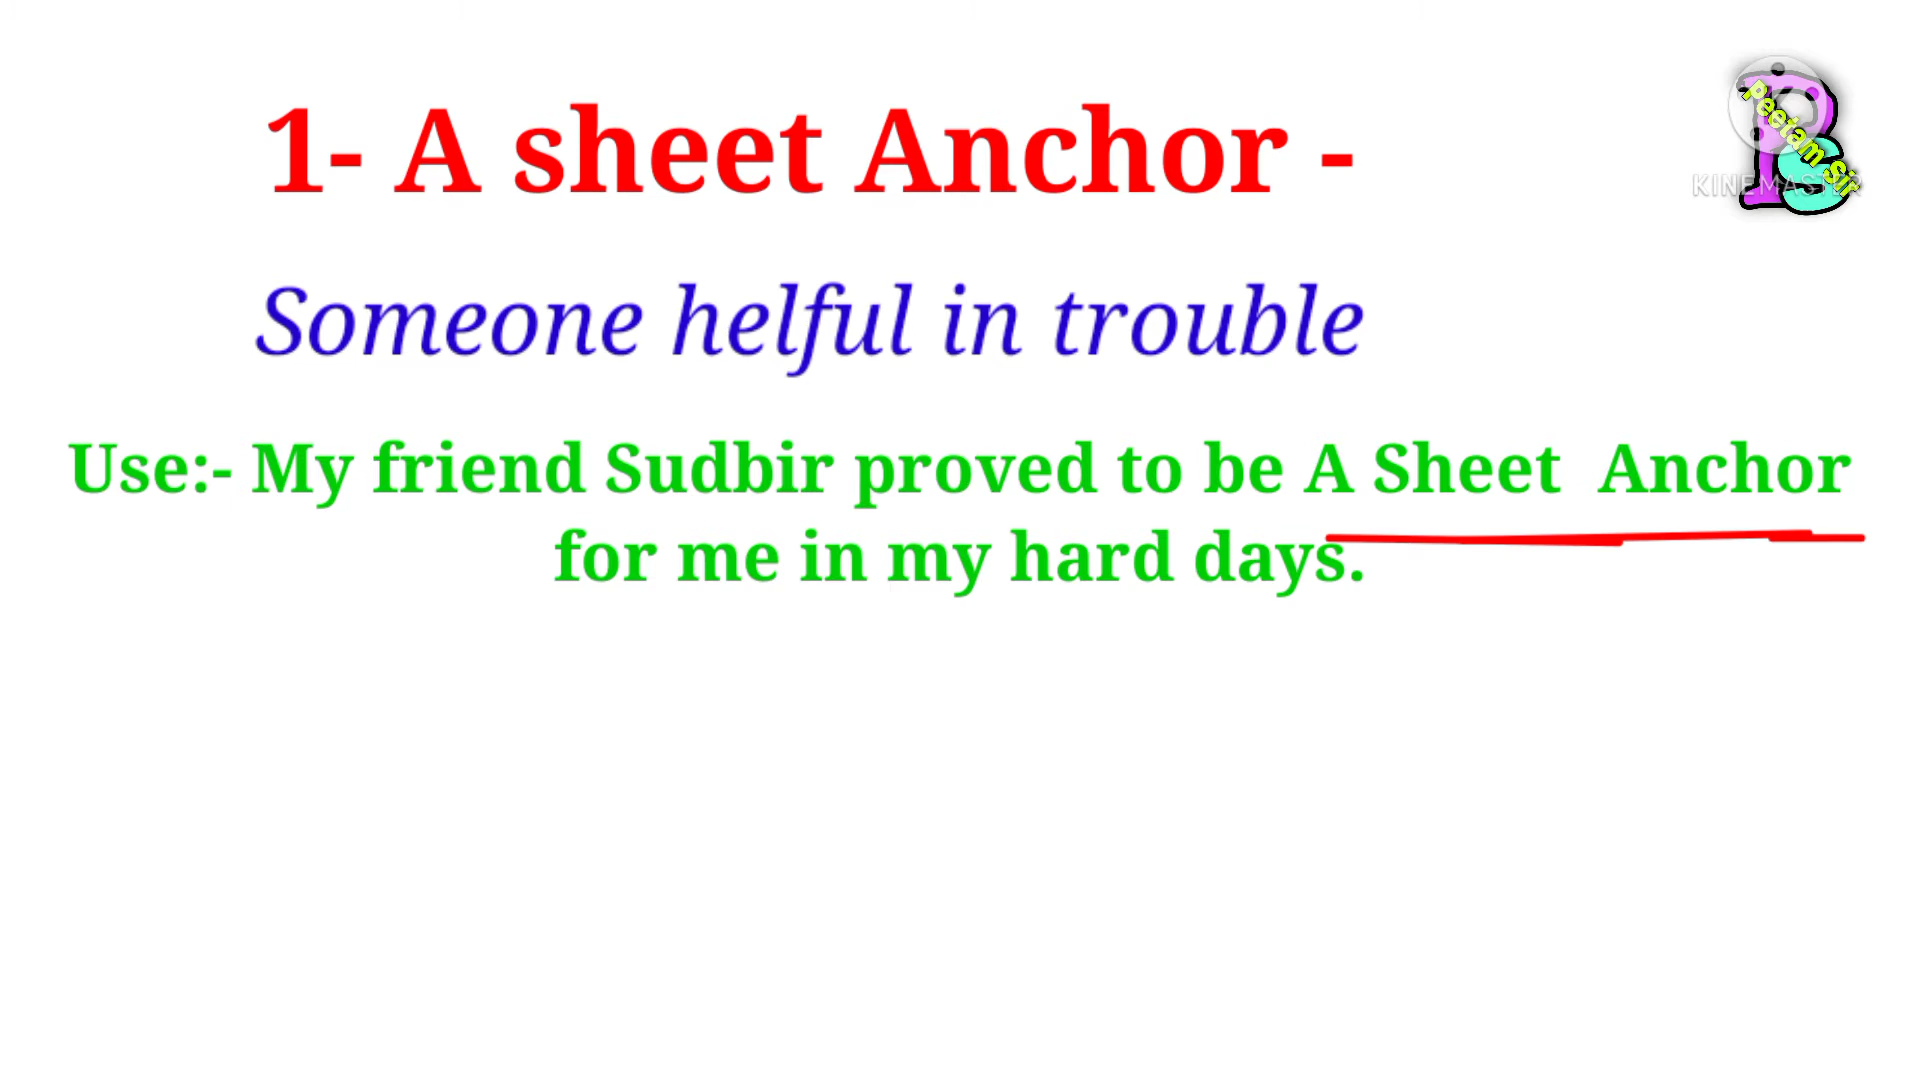 1- A sheet Anchor -
Someone helful in trouble
Use:- My friend Sudbir proved to be A Sheet  Anchor
for me in my hard days.
PS
Peetam Sir
KINEMASTER